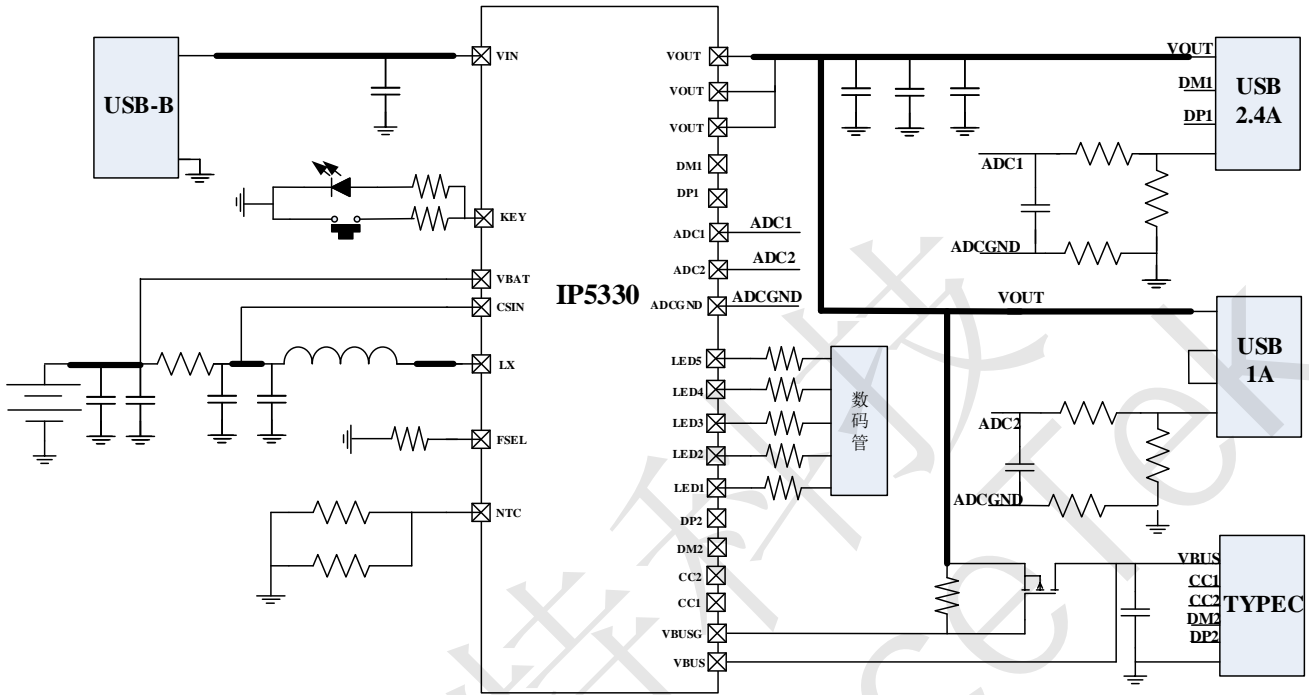 USB-B
VIN
KEY
VBAT
CSIN
LX
FSEL
NTC
IP5330
VOUT
VOUT
VOUT
DM1
DP1
ADC1
ADC2
ADCGND
LED5
LED4
LED3
LED2
LED1
DP2
DM2
CC2
CC1
VBUSG
VBUS
ADC1
ADC2
ADCGND
数
码
管
VOUT
DM1
DP1
USB
2.4A
ADC1
ADCGND
VOUT
USB
1A
ADC2
ADCGND
VBUS
CC1
CC2
DM2
DP2
TYPEC